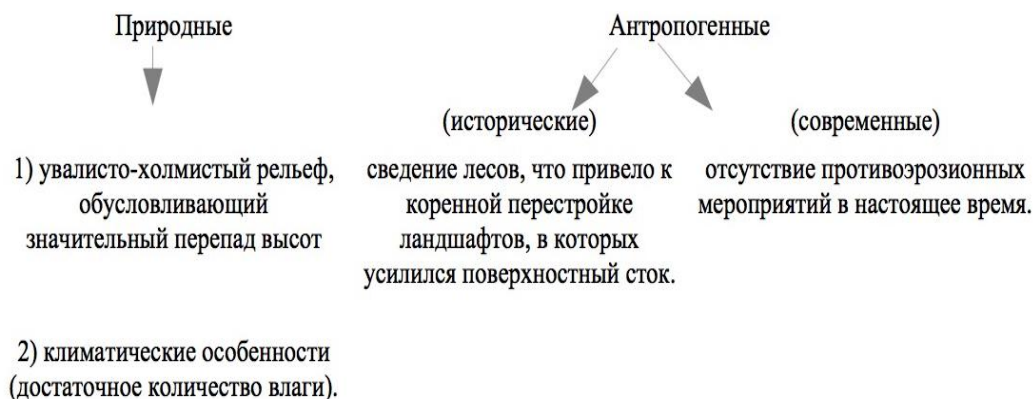 Природные
1) увалисто-холмистый рельеф,
обусловливающий
значительный перепад высот
2) климатические особенности
(достаточное количество влаги).
Антропогенные
(исторические)
сведение лесов, что привело к
коренной перестройке
ландшафтов, в которых
усилился поверхностный сток.
(современные)
отсутствие противоэрозионных
мероприятий в настоящее время.